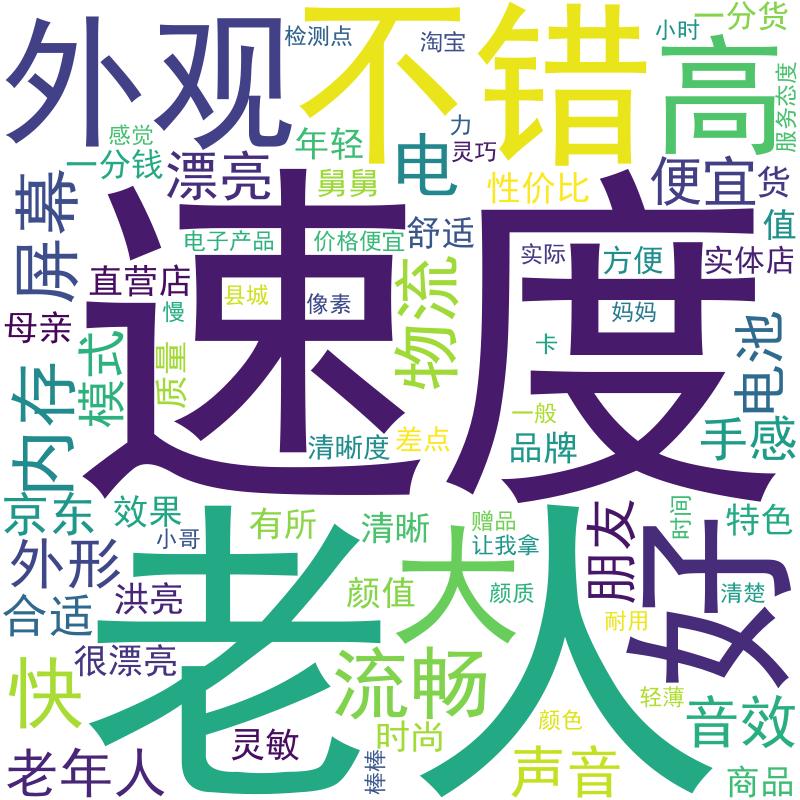 外观
检测点
不错
淘宝
小时
一分货
高
服务态度
感觉
一分钱
年轻
力
灵巧
漂亮
舅舅
电
性价比
便宜
货
屏幕
速度
电子产品
价格便宜
舒适
值
直营店
县城
像素
物流
实际
方便
实体店
母亲
慢
妈妈
模式
质量
卡
电池
内存
清晰度
差点
一般
品牌
手感
京东
效果
有所
清晰
赠品
朋友
时间
特色
小哥
让我拿
好
外形
老人
大
合适
洪亮
颜值
颜质
清楚
耐用
很漂亮
快
流畅
轻薄
音效
灵敏
时尚
颜色
老年人
棒棒
声音
商品